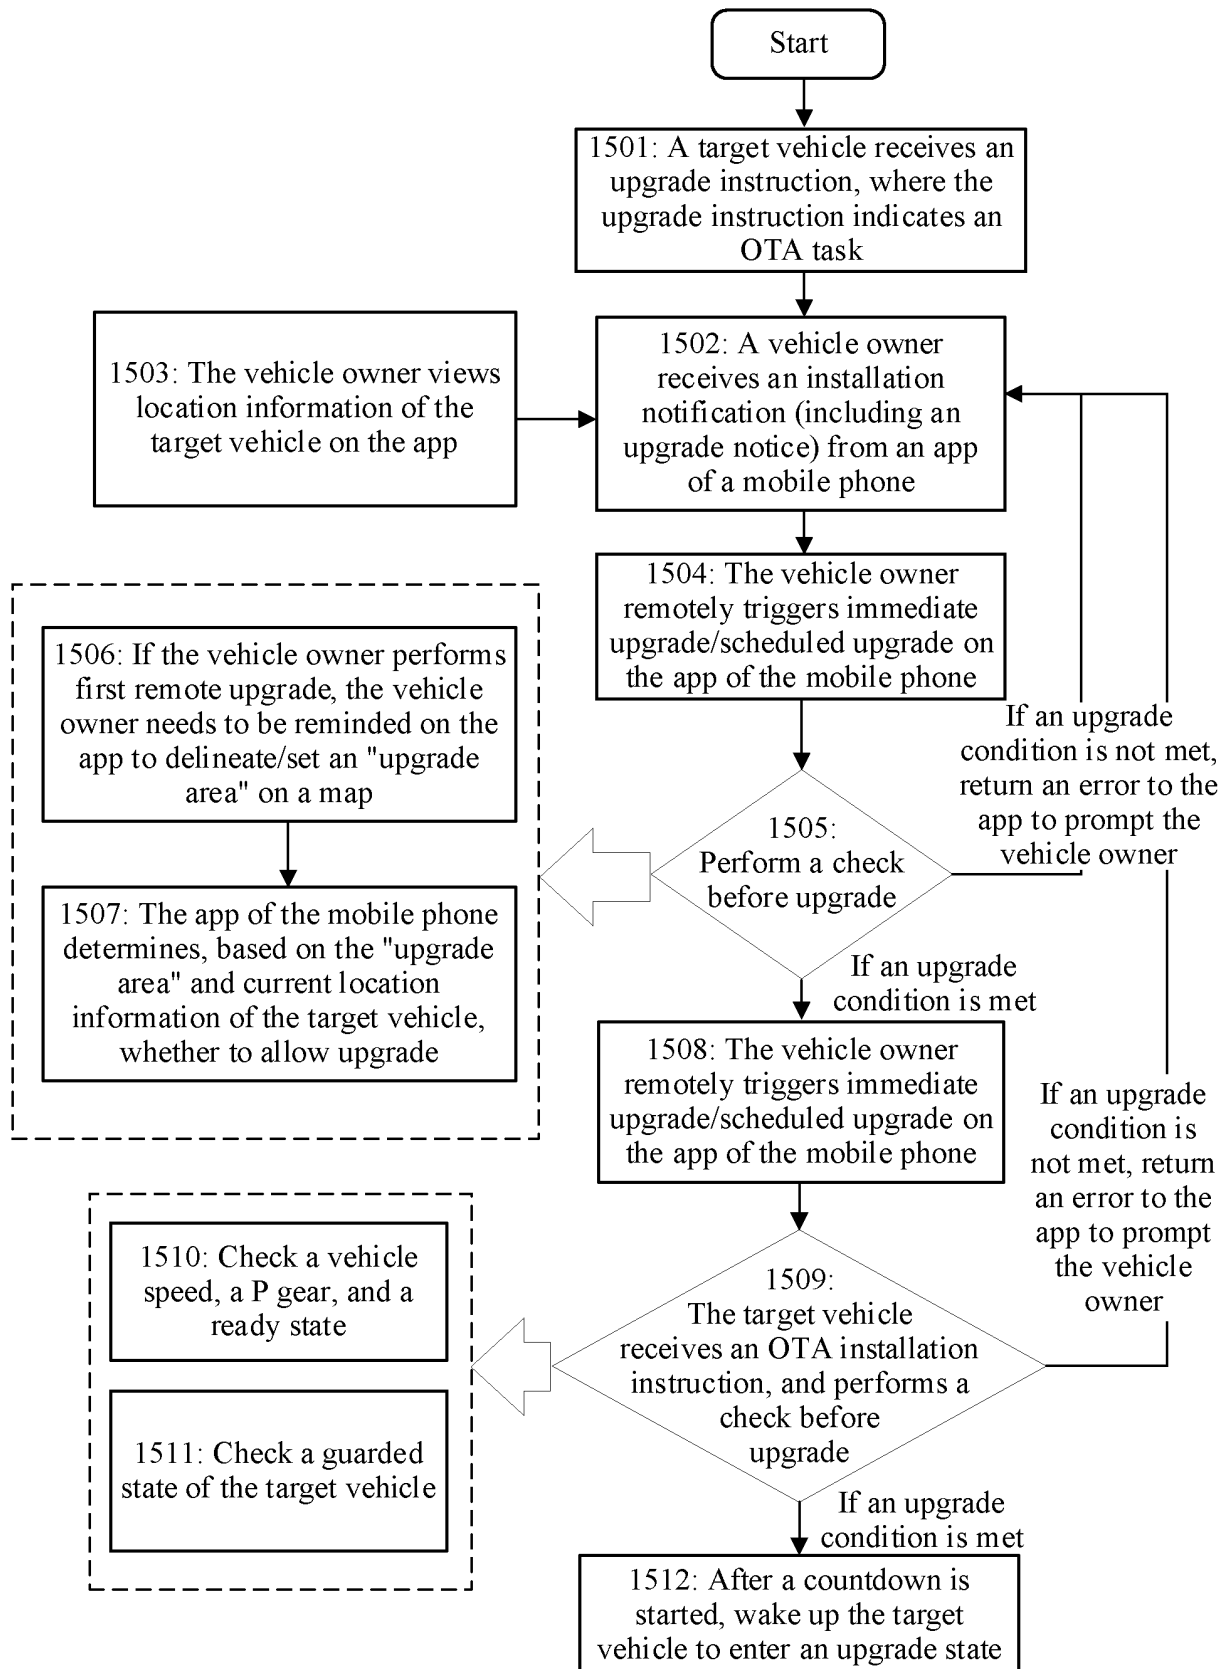 Start
1501: A target vehicle receives an
upgrade instruction, where the
upgrade instruction indicates an
OTA task
1503: The vehicle owner views
location information of the
target vehicle on the app
1502: A vehicle owner
receives an installation
notification (including an
upgrade notice) from an app
of a mobile phone
1504: The vehicle owner
remotely triggers immediate
upgrade/scheduled upgrade on
the app of the mobile phone
1506: If the vehicle owner performs
first remote upgrade, the vehicle
owner needs to be reminded on the
app to delineate/set an "upgrade
area" on a map
If an upgrade
condition is not met,
return an error to the
app to prompt the
vehicle owner
1505:
Perform a check
before upgrade
1507: The app of the mobile phone
determines, based on the "upgrade
area" and current location
information of the target vehicle,
whether to allow upgrade
If an upgrade
condition is met
1508: The vehicle owner
remotely triggers immediate
upgrade/scheduled upgrade on
the app of the mobile phone
If an upgrade
condition is
not met, return
an error to the
app to prompt
the vehicle
owner
1510: Check a vehicle
speed, a P gear, and a
ready state
1509:
The target vehicle
receives an OTA installation
instruction, and performs a
check before
upgrade
1511: Check a guarded
state of the target vehicle
If an upgrade
condition is met
1512: After a countdown is
started, wake up the target
vehicle to enter an upgrade state